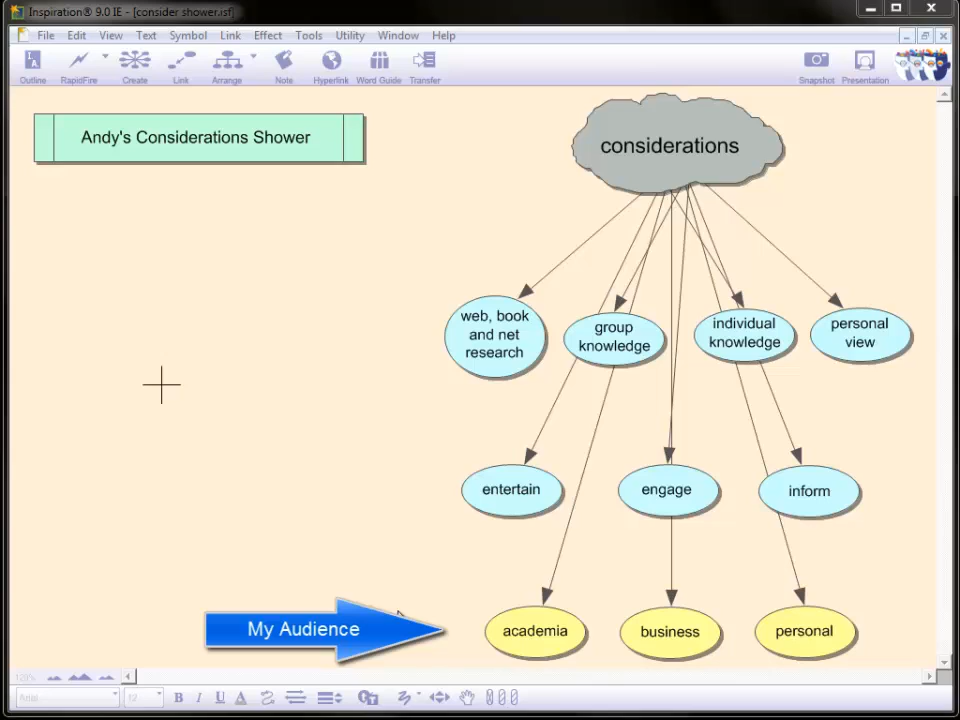 Inspiration® 9.0 IE - [consider shower.isf]
File Edit View Text Symbol Link Effect Tools Utility Window Help
Outline RapidFire Create Link Arrange Note Hyperlink Word Guide Transfer Snapshot Presentation
Andy's Considerations Shower
considerations
web, book
and net
research
group
knowledge
individual
knowledge
personal
view
entertain
engage
inform
My Audience
academia
business
personal
Arial 12 B I U A